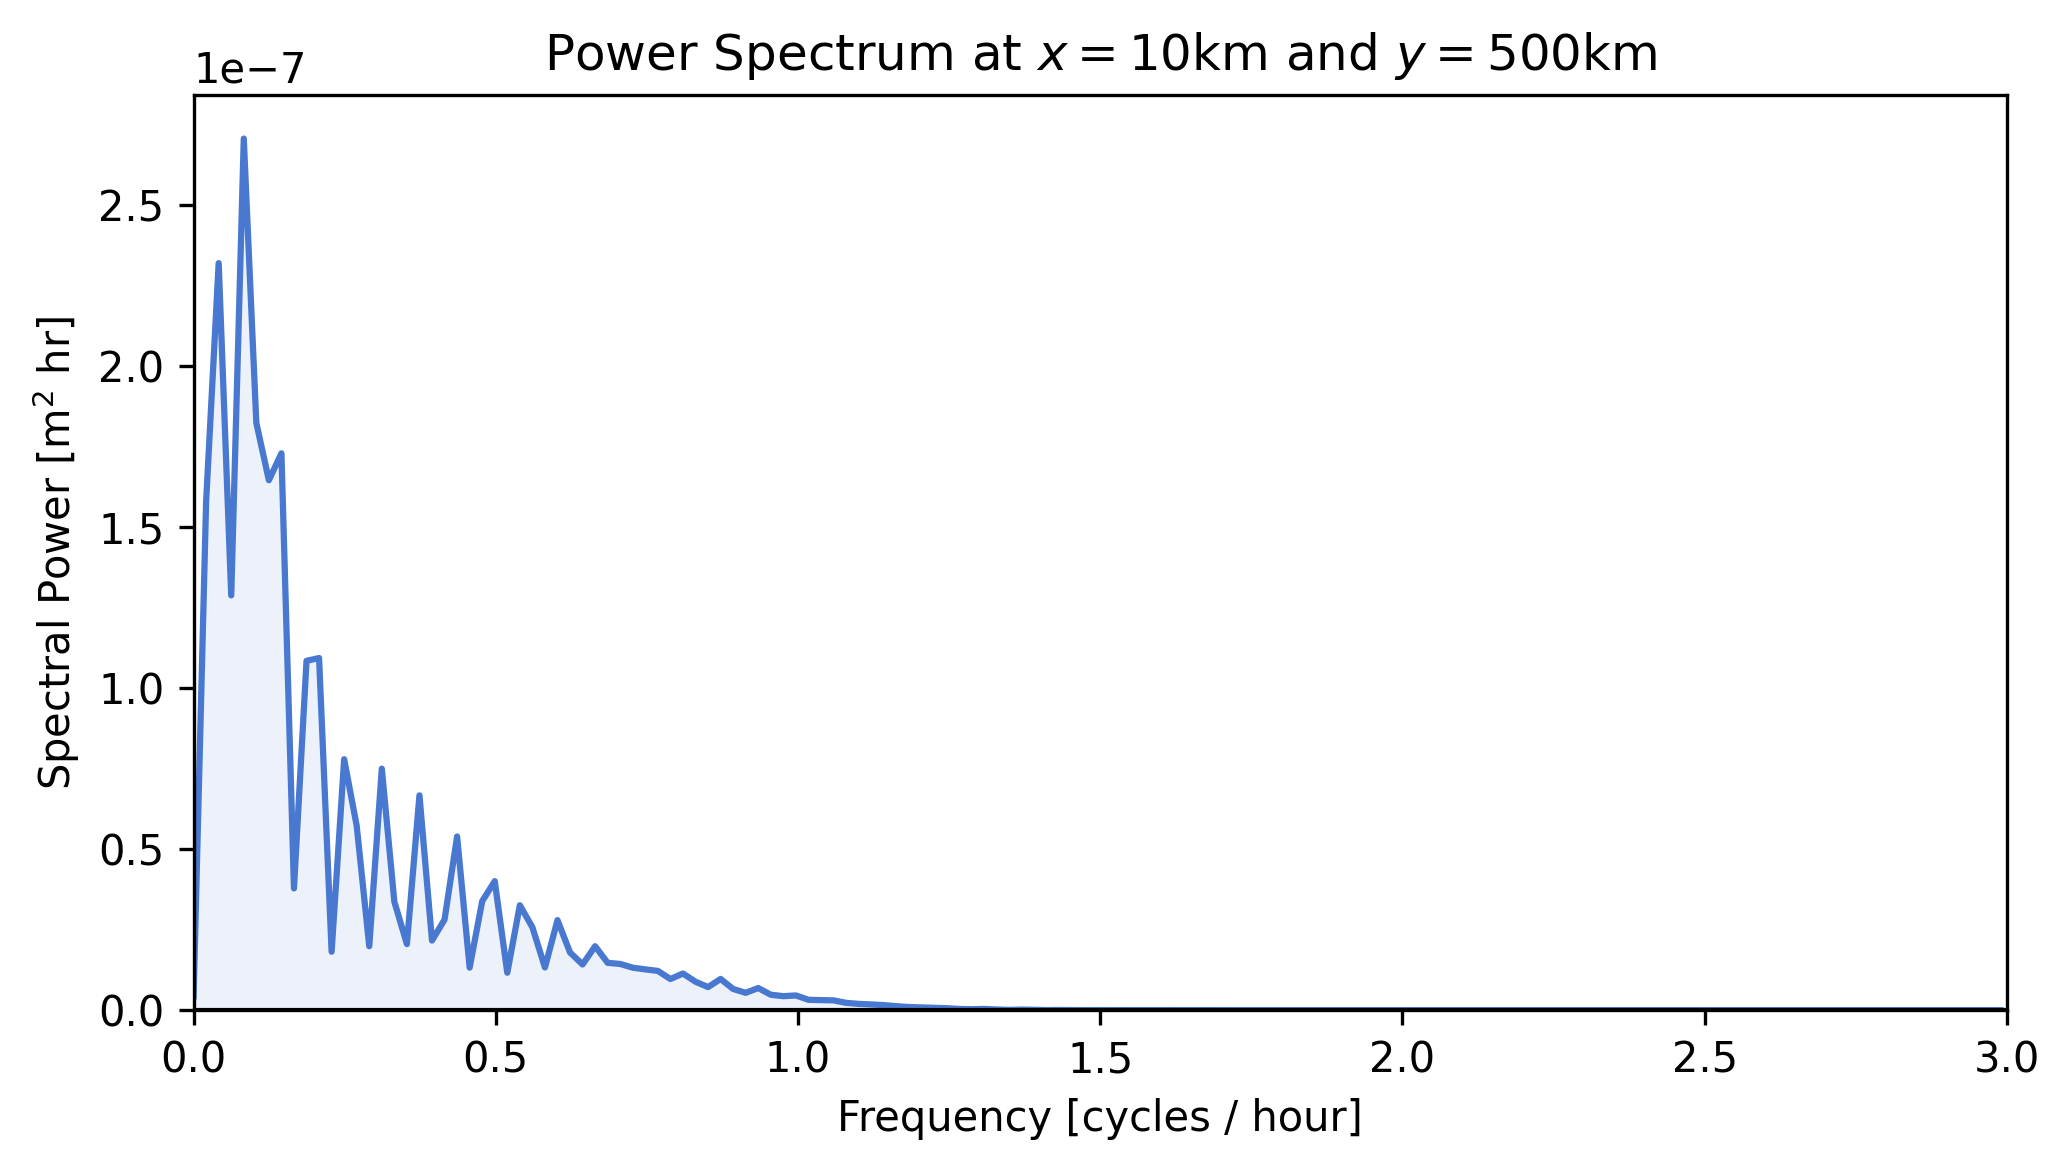 Power Spectrum at x = 10km and y = 500km
1e−7
2.5
2.0
1.5
1.0
0.5
0.0
Spectral Power [m² hr]
0.0 0.5 1.0 1.5 2.0 2.5 3.0
Frequency [cycles / hour]